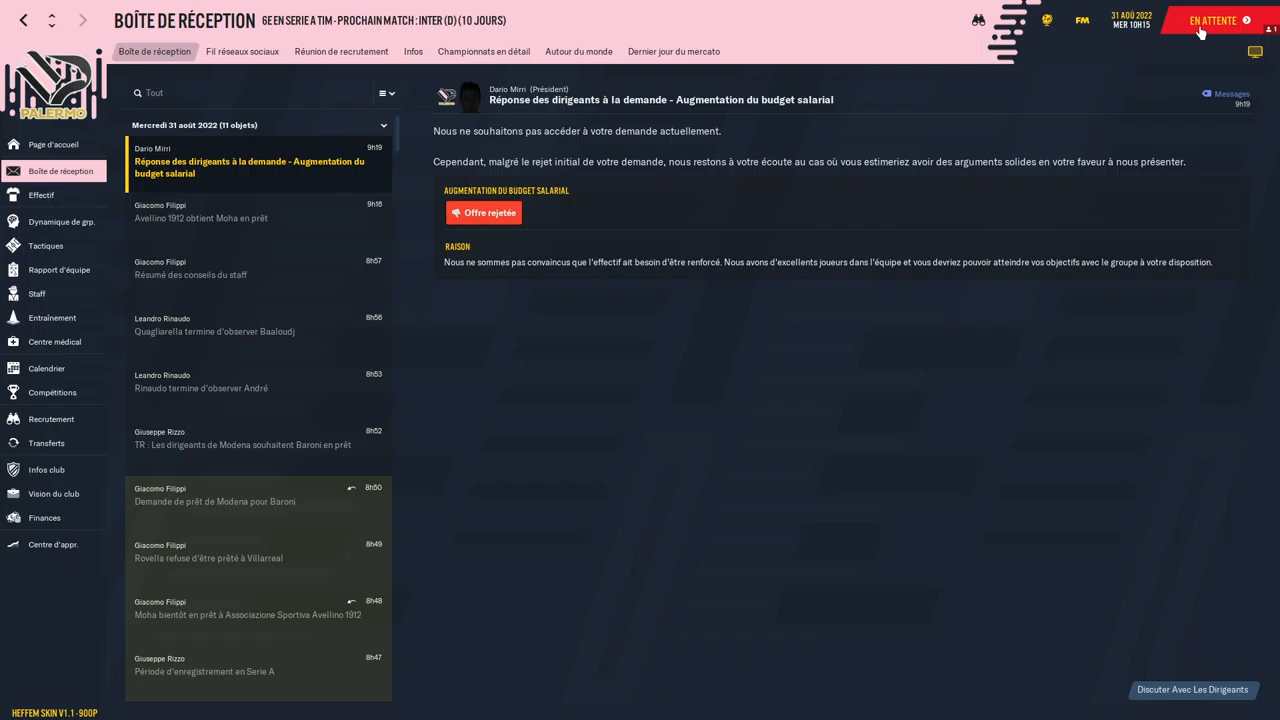 BOÎTE DE RÉCEPTION
6E EN SERIE A TIM - PROCHAIN MATCH : INTER (D) (10 JOURS)
FM
31 AOÛ 2022
MER 10H15
EN ATTENTE
1
Boîte de réception
Fil réseaux sociaux
Réunion de recrutement
Infos
Championnats en détail
Autour du monde
Dernier jour du mercato
PALERMO
Page d'accueil
Boîte de réception
Effectif
Dynamique de grp.
Tactiques
Rapport d'équipe
Staff
Entraînement
Centre médical
Calendrier
Compétitions
Recrutement
Transferts
Infos club
Vision du club
Finances
Centre d'appr.
HEFFEM SKIN V1.1 - 900P
Tout
Mercredi 31 août 2022 (11 objets)
Dario Mirri 9h19
Réponse des dirigeants à la demande - Augmentation du
budget salarial
Giacomo Filippi 9h16
Avellino 1912 obtient Moha en prêt
Giacomo Filippi 8h57
Résumé des conseils du staff
Leandro Rinaudo 8h56
Quagliarella termine d'observer Baaloudj
Leandro Rinaudo 8h53
Rinaudo termine d'observer André
Giuseppe Rizzo 8h52
TR : Les dirigeants de Modena souhaitent Baroni en prêt
Giacomo Filippi 8h50
Demande de prêt de Modena pour Baroni
Giacomo Filippi 8h49
Rovella refuse d'être prêté à Villarreal
Giacomo Filippi 8h48
Moha bientôt en prêt à Associazione Sportiva Avellino 1912
Giuseppe Rizzo 8h47
Période d'enregistrement en Serie A
Dario Mirri (Président)
Réponse des dirigeants à la demande - Augmentation du budget salarial
Messages
9h19
Nous ne souhaitons pas accéder à votre demande actuellement.
Cependant, malgré le rejet initial de votre demande, nous restons à votre écoute au cas où vous estimeriez avoir des arguments solides en votre faveur à nous présenter.
AUGMENTATION DU BUDGET SALARIAL
Offre rejetée
RAISON
Nous ne sommes pas convaincus que l'effectif ait besoin d'être renforcé. Nous avons d'excellents joueurs dans l'équipe et vous devriez pouvoir atteindre vos objectifs avec le groupe à votre disposition.
Discuter Avec Les Dirigeants